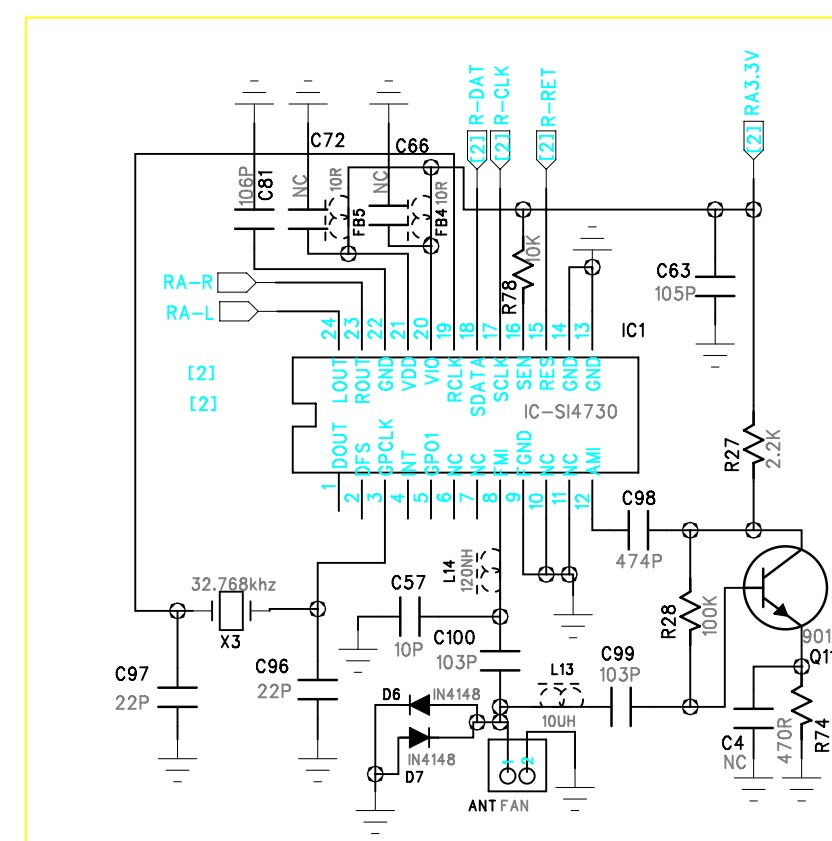 [2] R-DAT
[2] R-CLK
[2] R-RET
[2] RA3.3V
C72
C66
106P
C81
NC
10R
FB5
NC
10R
FB4
10K
R78
C63
105P
RA-R
RA-L
24 23 22 21 20 19 18 17 16 15 14 13
IC1
[2]
[2]
LOUT ROUT GND VDD VIO RCLK SDATA SCLK SEN RES GND GND
IC-SI4730
DOUT DFS GPCLK INT GPO1 NC NC FMI FGND NC NC AMI
1 2 3 4 5 6 7 8 9 10 11 12
R27
2.2K
C98
474P
L14
120NH
32.768khz
X3
C57
10P
C100
103P
R28
100K
901
Q11
C97
22P
C96
22P
L13
10UH
C99
103P
D6
IN4148
D7
IN4148
1 2
ANT FAN
C4
NC
470R
R74